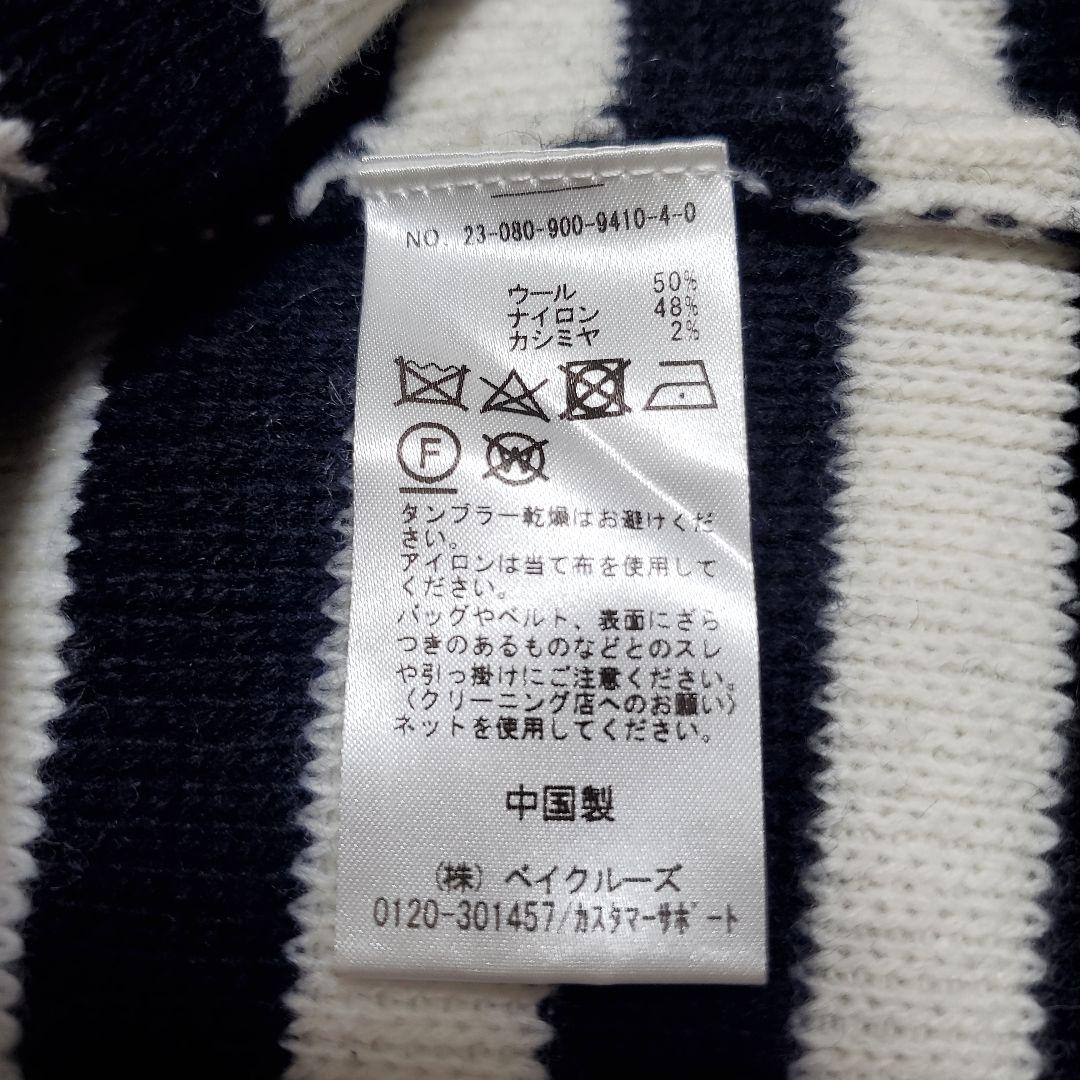 NO. 23-080-900-9410-4-0
ウール 50%
ナイロン 48%
カシミヤ 2%
F W
タンブラー乾燥はお避けくだ
さい。
アイロンは当て布を使用して
ください。
バッグやベルト、表面にざら
つきのあるものなどとのスレ
や引っ掛けにご注意ください。
(クリーニング店へのお願い)
ネットを使用してください。
中国製
(株) ベイクルーズ
0120-301457/カスタマーサポート